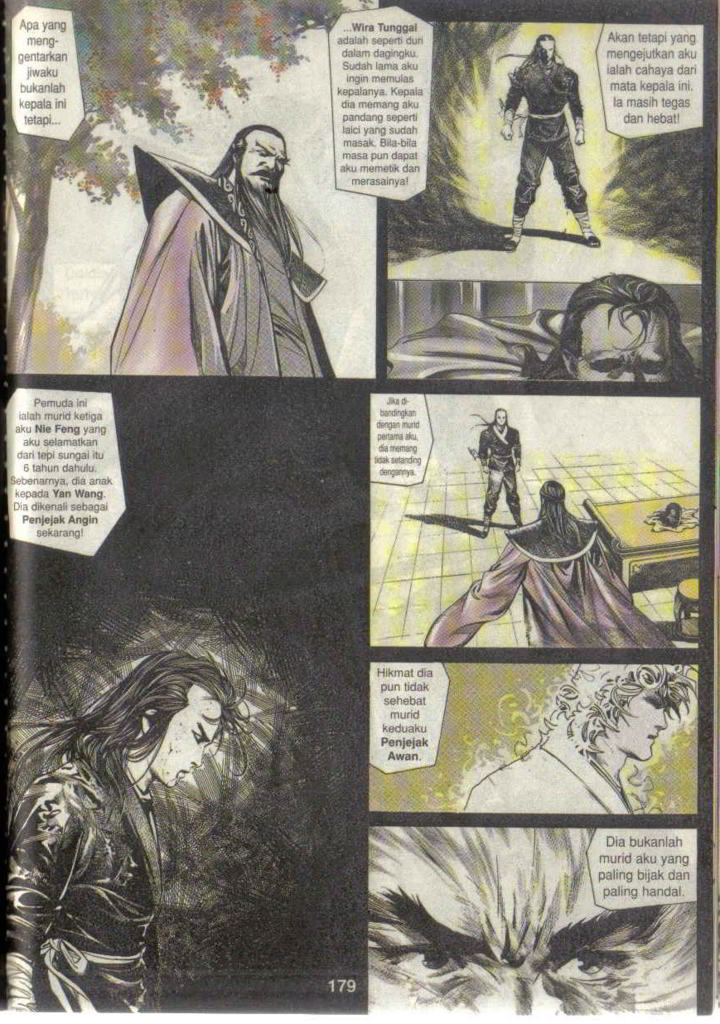 Apa yang
meng-
gentarkan
jiwaku
bukanlah
kepala ini
tetapi...
...Wira Tunggal
adalah seperti duri
dalam dagingku.
Sudah lama aku
ingin memulas
kepalanya. Kepala
dia memang aku
pandang seperti
laici yang sudah
masak. Bila-bila
masa pun dapat
aku memetik dan
merasainya!
Akan tetapi yang
mengejutkan aku
ialah cahaya dari
mata kepala ini.
Ia masih tegas
dan hebat!
Pemuda ini
ialah murid ketiga
aku Nie Feng yang
aku selamatkan
dari tepi sungai itu
6 tahun dahulu.
Sebenarnya, dia anak
kepada Yan Wang.
Dia dikenali sebagai
Penjejak Angin
sekarang!
Jika di-
bandingkan
dengan murid
pertama aku,
dia memang
tidak setanding
dengannya.
Hikmat dia
pun tidak
sehebat
murid
keduaku
Penjejak
Awan.
Dia bukanlah
murid aku yang
paling bijak dan
paling handal.
179